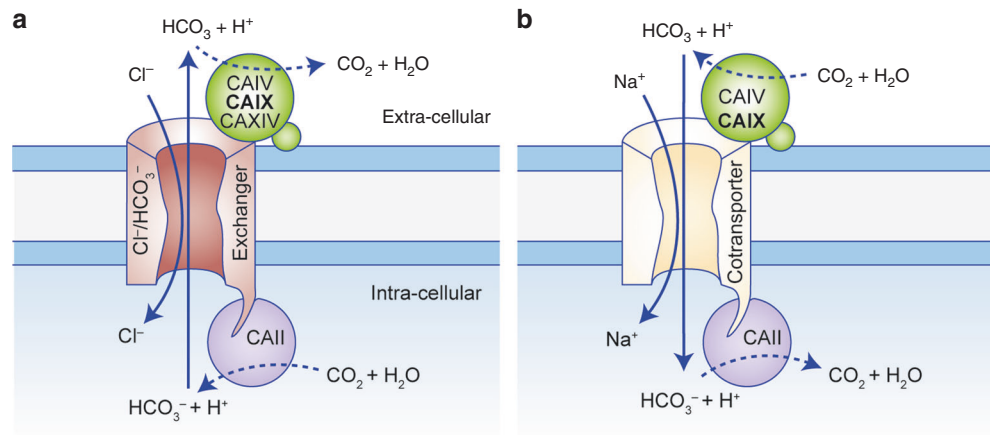 a
HCO₃ + H⁺
CO₂ + H₂O
Cl⁻
CAIV
CAIX
CAXIV
Extra-cellular
Cl⁻/HCO₃⁻
Exchanger
Intra-cellular
Cl⁻
CAII
CO₂ + H₂O
HCO₃⁻ + H⁺
b
HCO₃ + H⁺
CO₂ + H₂O
Na⁺
CAIV
CAIX
Cotransporter
Na⁺
CAII
CO₂ + H₂O
HCO₃⁻ + H⁺